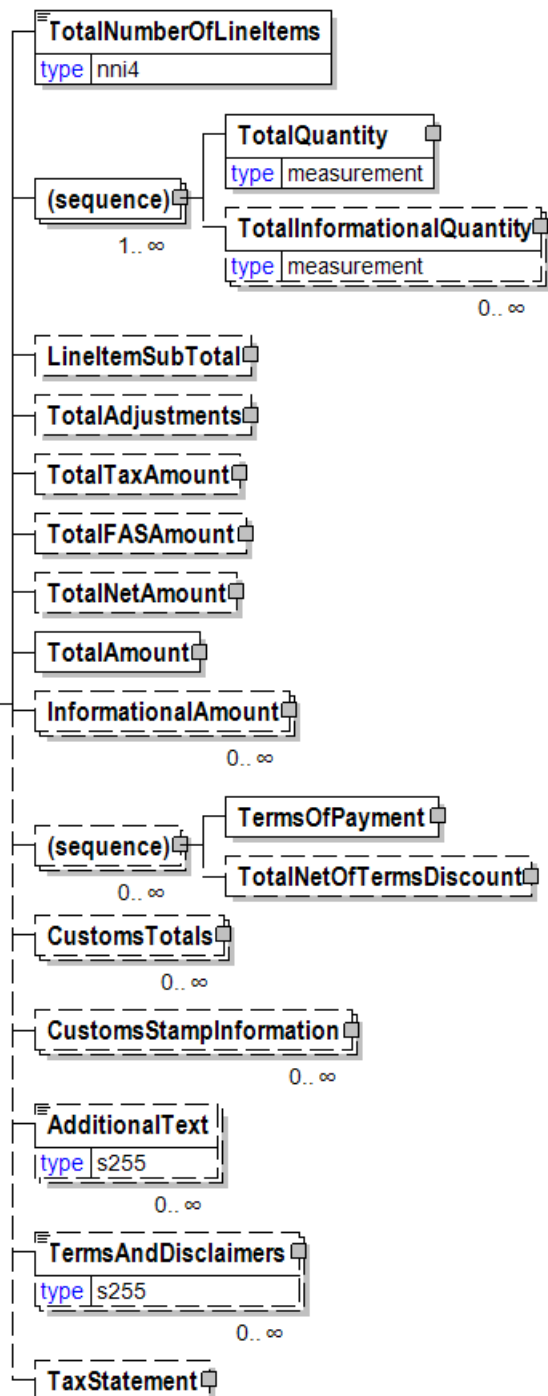 TotalNumberOfLineItems
type nni4
TotalQuantity
type measurement
(sequence)
1.. ∞
TotalInformationalQuantity
type measurement
0.. ∞
LineItemSubTotal
TotalAdjustments
TotalTaxAmount
TotalFASAmount
TotalNetAmount
TotalAmount
InformationalAmount
0.. ∞
TermsOfPayment
(sequence)
0.. ∞
TotalNetOfTermsDiscount
CustomsTotals
0.. ∞
CustomsStampInformation
0.. ∞
AdditionalText
type s255
0.. ∞
TermsAndDisclaimers
type s255
0.. ∞
TaxStatement